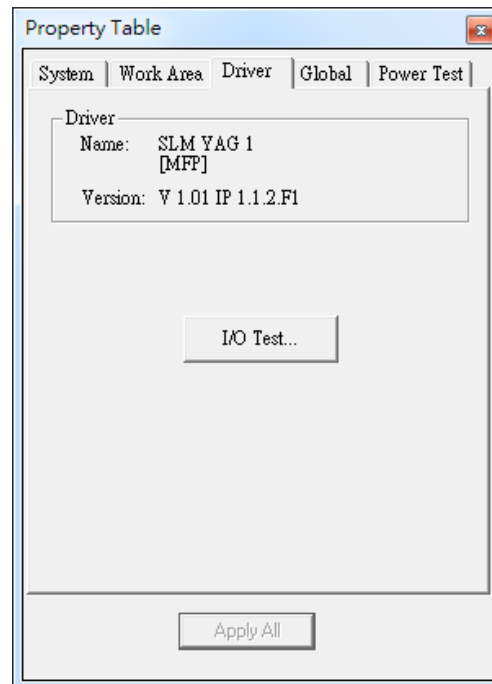 Property Table
x
System Work Area Driver Global Power Test
Driver
Name: SLM YAG 1
[MFP]
Version: V 1.01 IP 1.1.2.F1
I/O Test...
Apply All